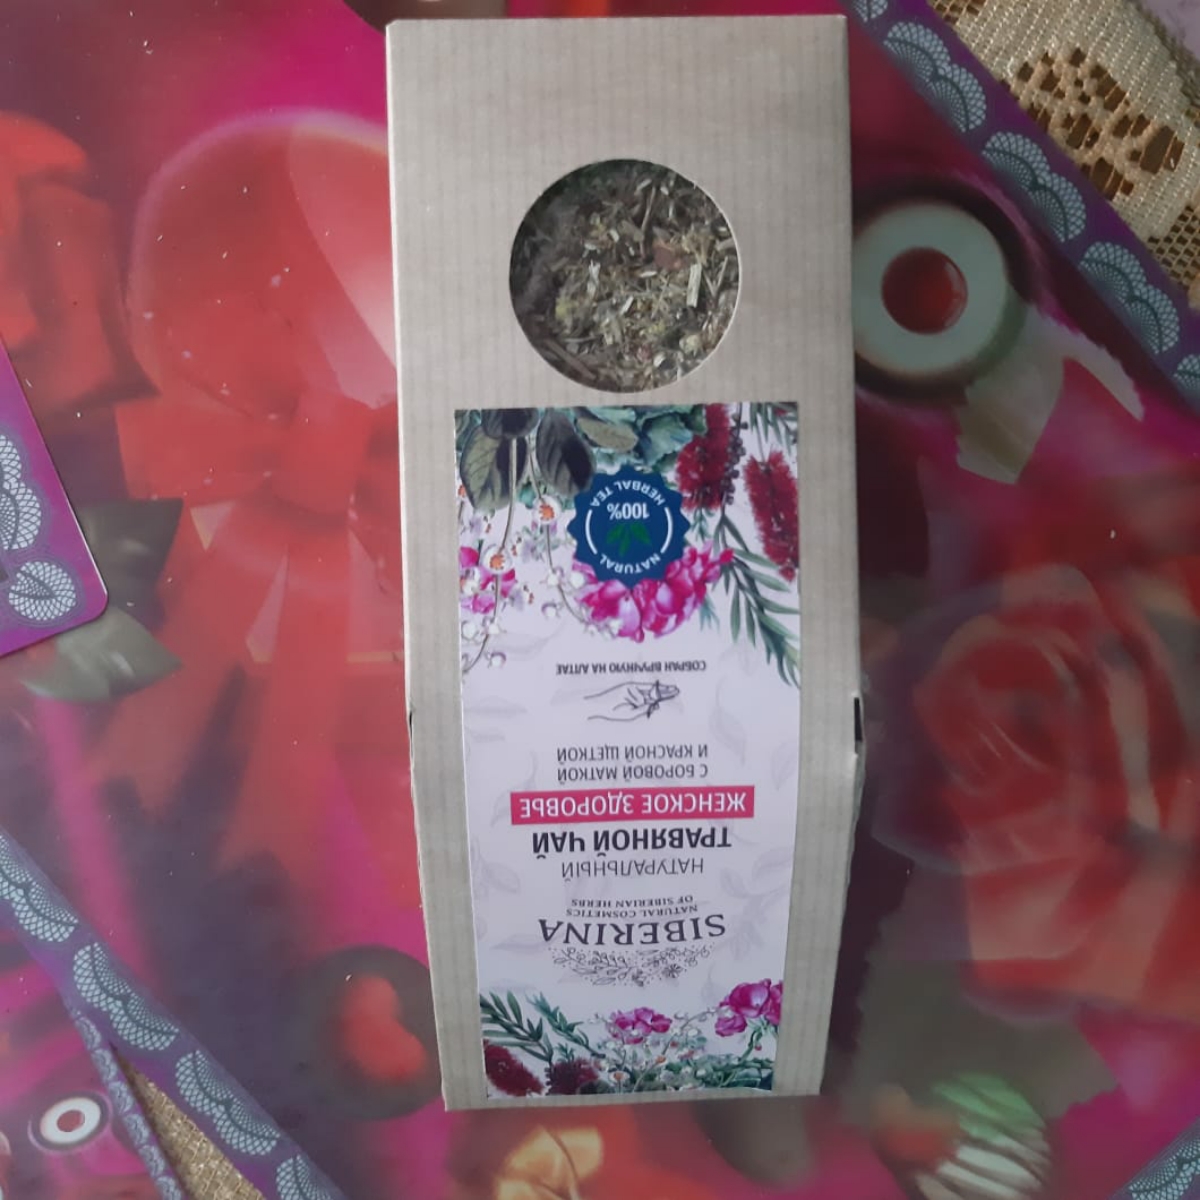 SIBERINA
NATURAL COSMETICS
OF SIBERIAN HERBS
НАТУРАЛЬНЫЙ
ТРАВЯНОЙ ЧАЙ
ЖЕНСКОЕ ЗДОРОВЬЕ
С БОРОВОЙ МАТКОЙ
И КРАСНОЙ ЩЕТКОЙ
СОБРАН ВРУЧНУЮ НА АЛТАЕ
NATURAL
100%
HERBAL TEA